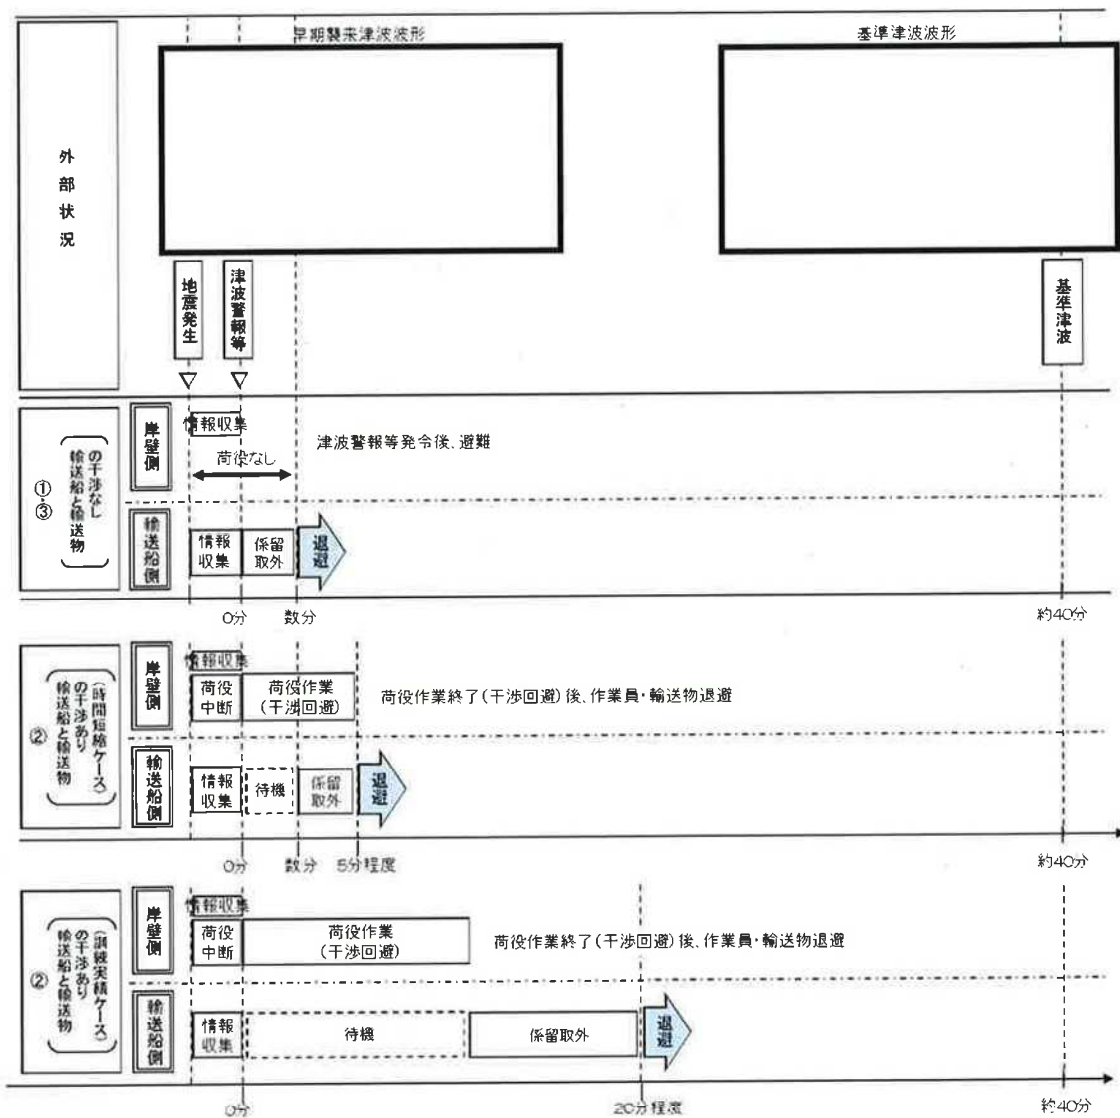 早期襲来津波波形
基準津波波形
外部状況
地震発生
津波警報等
基準津波
①・③
輸送船と輸送物
の干渉なし
岸壁側
情報収集
荷役なし
津波警報等発令後、避難
輸送船側
情報
収集
係留
取外
退避
0分
数分
約40分
②
輸送船と輸送物
の干渉あり
(時間短縮ケース)
岸壁側
情報収集
荷役
中断
荷役作業
(干渉回避)
荷役作業終了(干渉回避)後、作業員・輸送物退避
輸送船側
情報
収集
待機
係留
取外
退避
0分
数分
5分程度
約40分
②
輸送船と輸送物
の干渉あり
(訓練実績ケース)
岸壁側
情報収集
荷役
中断
荷役作業
(干渉回避)
荷役作業終了(干渉回避)後、作業員・輸送物退避
輸送船側
情報
収集
待機
係留取外
退避
0分
20分程度
約40分